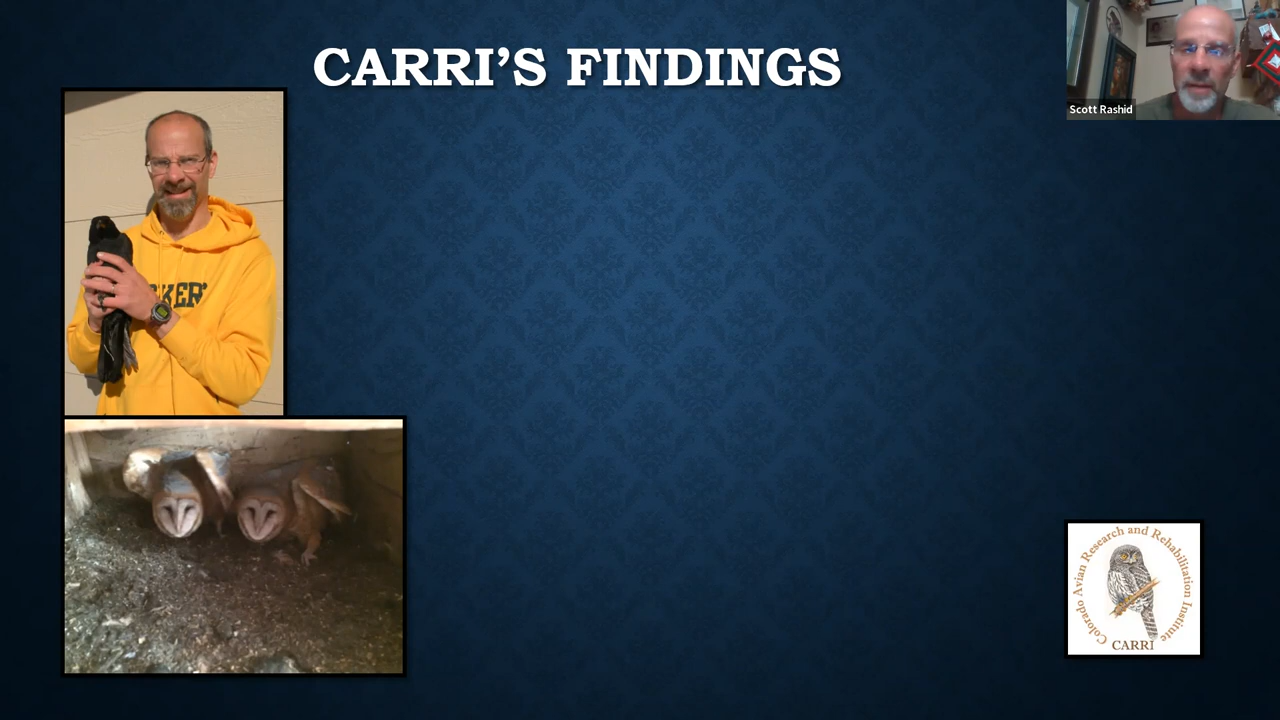 CARRI'S FINDINGS
Scott Rashid
Colorado Avian Research and Rehabilitation Institute
CARRI